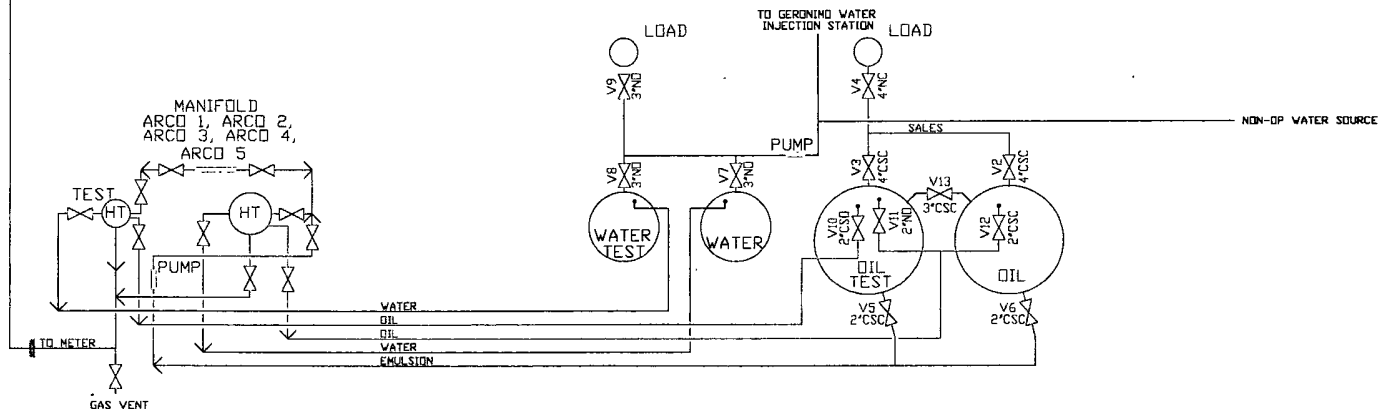 TO GERONIMO WATER
INJECTION STATION
LOAD
LOAD
V9
3"NO
V4
4"NC
MANIFOLD
ARCO 1, ARCO 2,
ARCO 3, ARCO 4,
ARCO 5
NON-OP WATER SOURCE
SALES
PUMP
V8
3"NO
V7
3"NO
V3
4"CSC
V2
4"CSC
TEST
HT
HT
V13
3"CSC
V10
2"CSO
V11
2"NO
V12
2"CSC
WATER
TEST
WATER
OIL
TEST
OIL
PUMP
V5
2"CSC
V6
2"CSC
WATER
OIL
OIL
WATER
EMULSION
TO METER
GAS VENT